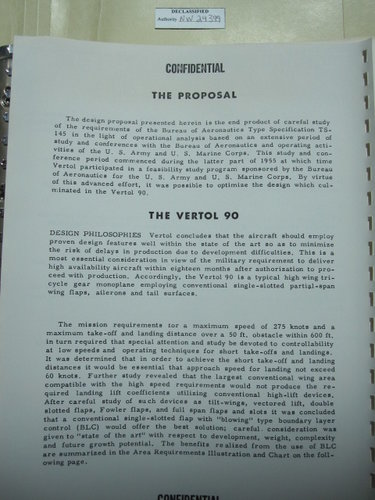 DECLASSIFIED
Authority NW 29399
CONFIDENTIAL
THE PROPOSAL
The design proposal presented herein is the end product of careful study
of the requirements of the Bureau of Aeronautics Type Specification TS-
145 in the light of operational analysis based on an extensive period of
study and conferences with the Bureau of Aeronautics and operating acti-
vities of the U. S. Army and U. S. Marine Corps. This study and con-
ference period commenced during the latter part of 1955 at which time
Vertol participated in a feasibility study program sponsored by the Bureau
of Aeronautics for the U. S. Army and U. S. Marine Corps. By virtue
of this advanced effort, it was possible to optimize the design which cul-
minated in the Vertol 90.
THE VERTOL 90
DESIGN PHILOSOPHIES Vertol concludes that the aircraft should employ
proven design features well within the state of the art so as to minimize
the risk of delays in production due to development difficulties. This is a
most essential consideration in view of the military requirement to deliver
high availability aircraft within eighteen months after authorisation to pro-
ceed with production. Accordingly, the Vertol 90 is a typical high wing tri-
cycle gear monoplane employing conventional single-slotted partial-span
wing flaps, ailerons and tail surfaces.
The mission requirements for a maximum speed of 275 knots and a
maximum take-off and landing distance over a 50 ft. obstacle within 600 ft.
in turn required that special attention and study be devoted to controllability
at low speeds and operating techniques for short take-offs and landings.
It was determined that in order to achieve the short take-off and landing
distances it would be essential that approach speed for landing not exceed
60 knots. Further study revealed that the largest conventional wing area
compatible with the high speed requirements would not produce the re-
quired landing lift coefficients utilizing conventional high-lift devices.
After careful study of such devices as tilt-wings, vectored lift, double
slotted flaps, Fowler flaps, and full span flaps and slots it was concluded
that a conventional single-slotted flap with "blowing" type boundary layer
control (BLC) would offer the best solution; careful consideration was
given to "state of the art" with respect to development, weight, complexity
and future growth potential. The benefits realized from the use of BLC
are summarized in the Area Requirements Illustration and Chart on the fol-
lowing page.
CONFIDENTIAL